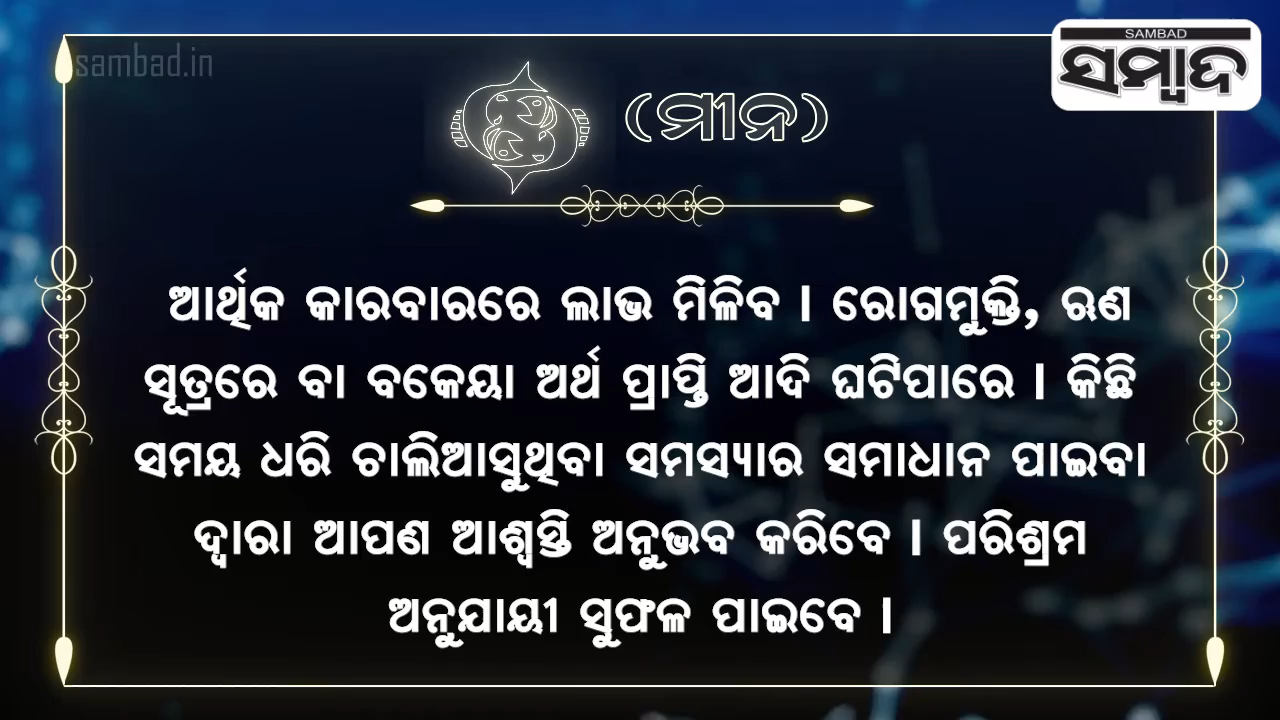 sambad.in
SAMBAD
ସମ୍ବାଦ
(ମୀନ)
ଆର୍ଥିକ କାରବାରରେ ଲାଭ ମିଳିବ । ରୋଗମୁକ୍ତି, ଋଣ
ସୂତ୍ରରେ ବା ବକେୟା ଅର୍ଥ ପ୍ରାପ୍ତି ଆଦି ଘଟିପାରେ । କିଛି
ସମୟ ଧରି ଚାଲିଆସୁଥିବା ସମସ୍ୟାର ସମାଧାନ ପାଇବା
ଦ୍ୱାରା ଆପଣ ଆଶ୍ୱସ୍ତି ଅନୁଭବ କରିବେ । ପରିଶ୍ରମ
ଅନୁଯାୟୀ ସୁଫଳ ପାଇବେ ।